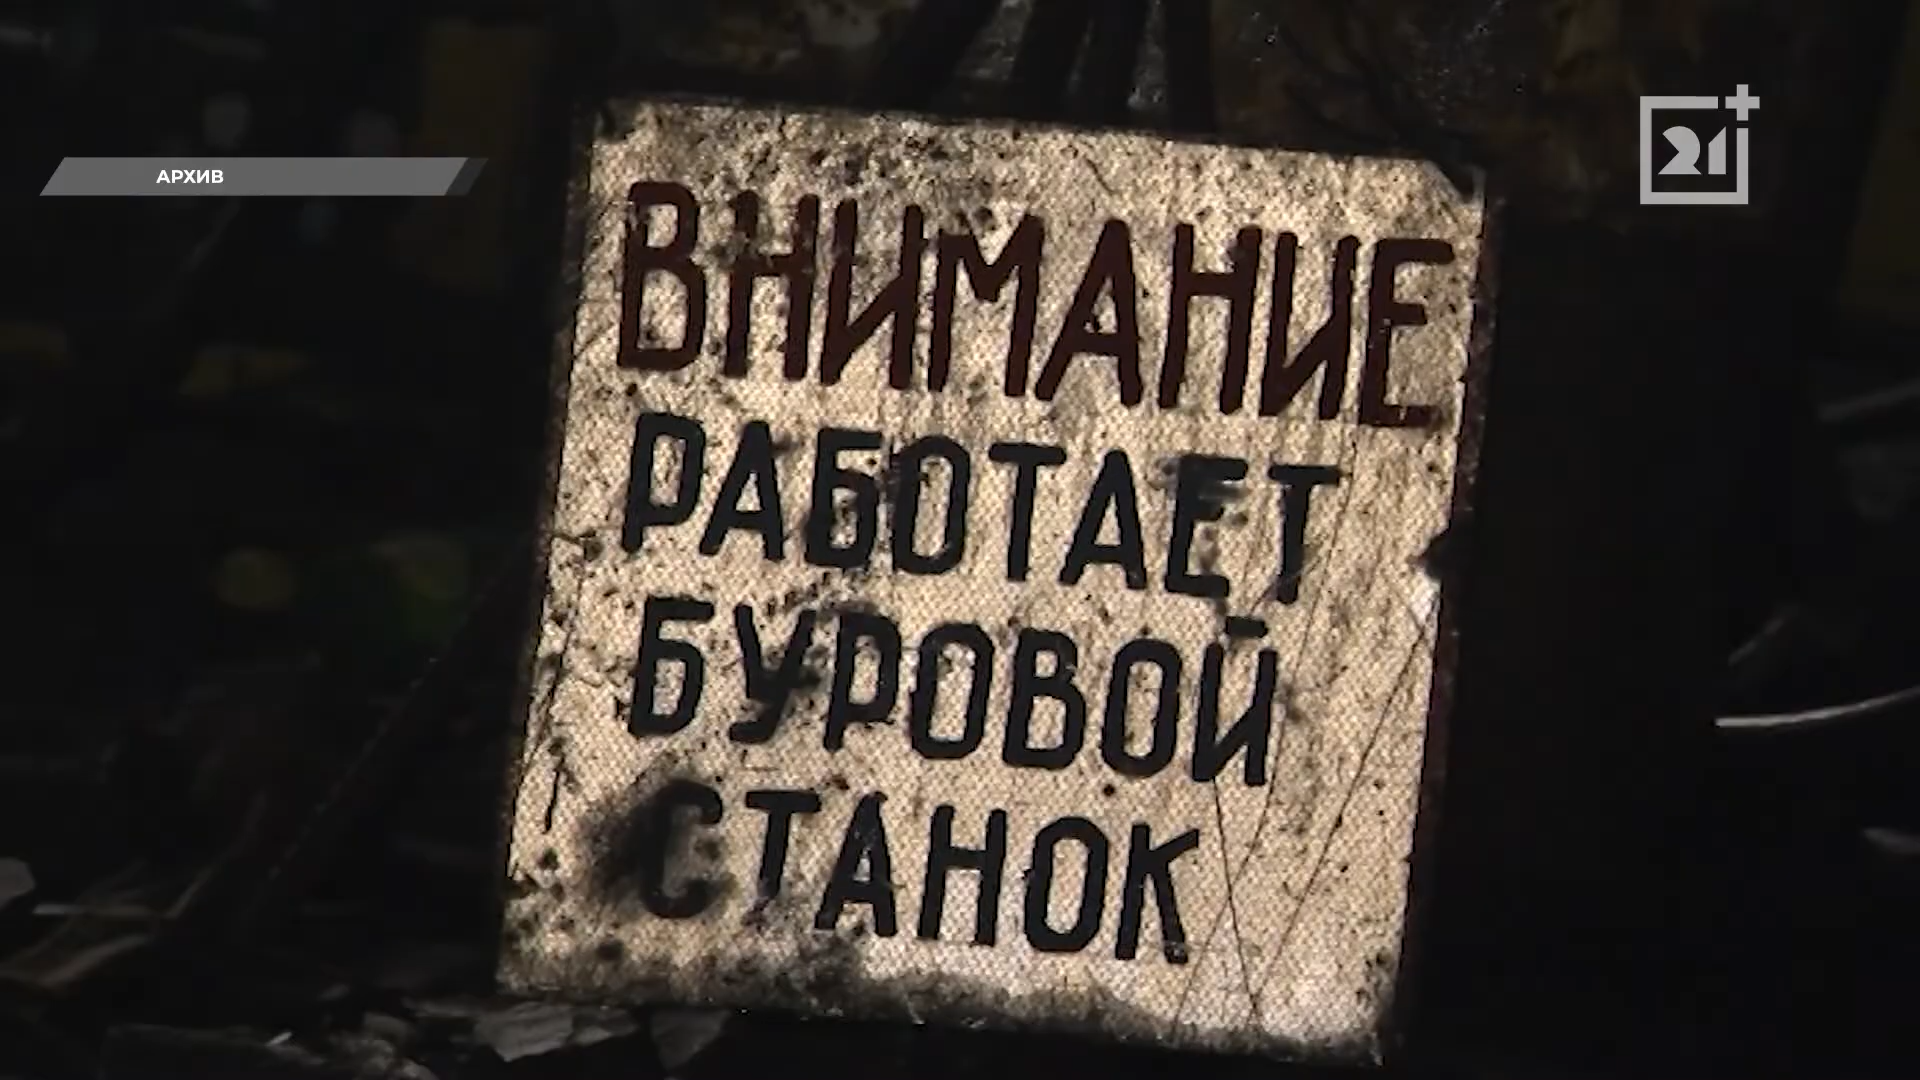 АРХИВ
21+
ВНИМАНИЕ
РАБОТАЕТ
БУРОВОЙ
СТАНОК